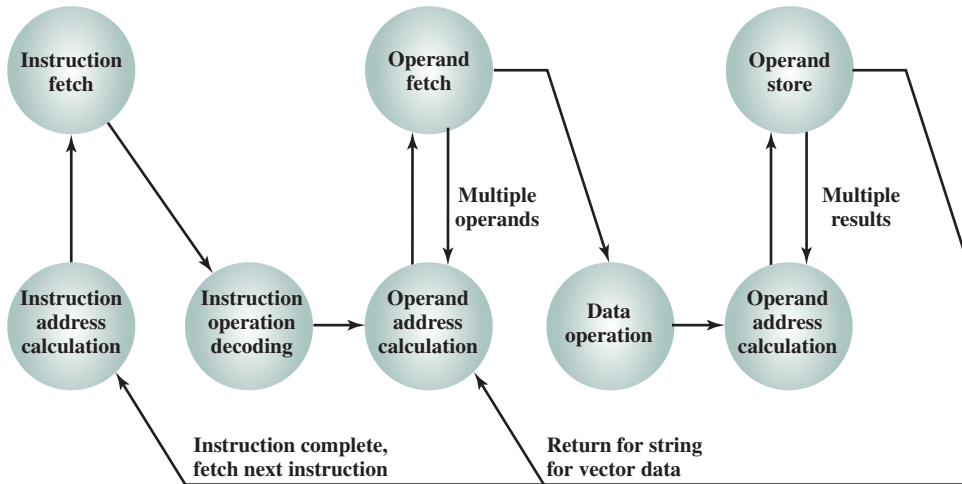 Instruction
fetch
Operand
fetch
Operand
store
Multiple
operands
Multiple
results
Instruction
address
calculation
Instruction
operation
decoding
Operand
address
calculation
Data
operation
Operand
address
calculation
Instruction complete,
fetch next instruction
Return for string
for vector data